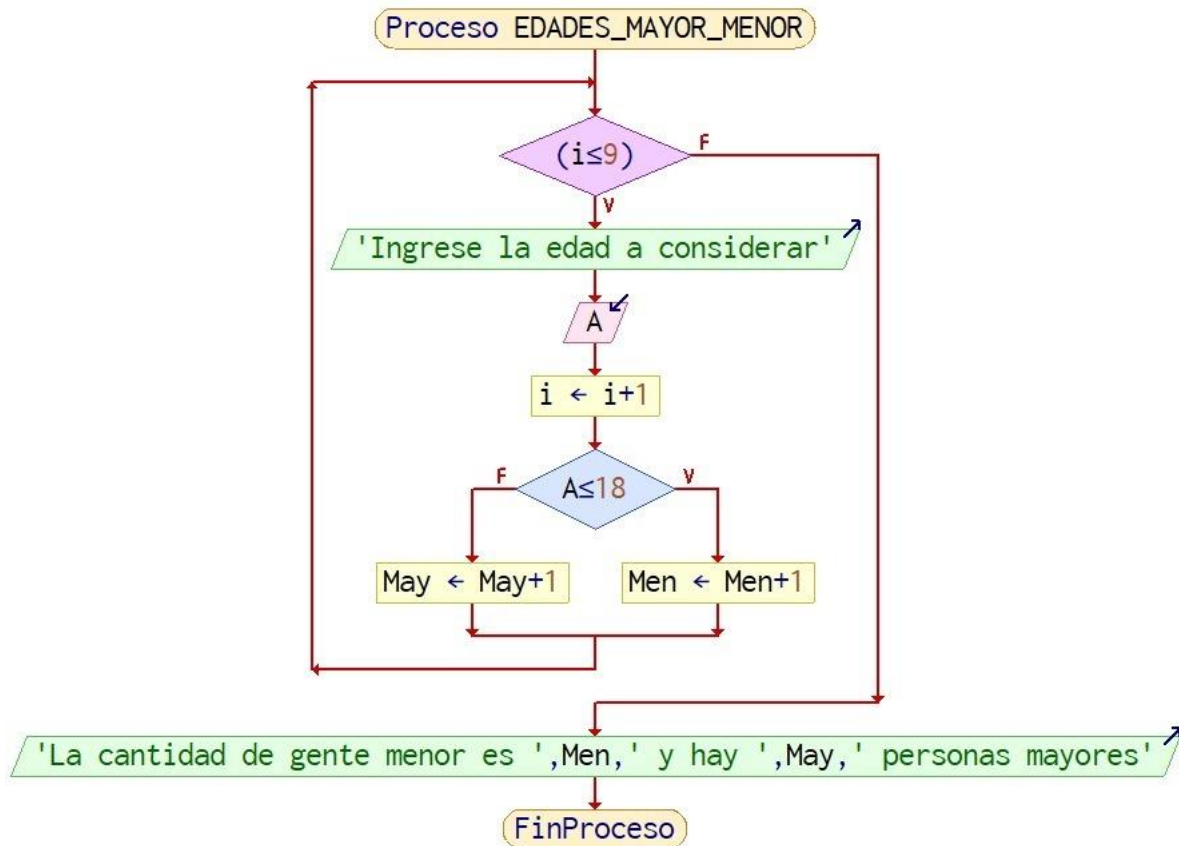 Proceso EDADES_MAYOR_MENOR
(i≤9)
F
V
'Ingrese la edad a considerar'
A
i ← i+1
F
A≤18
V
May ← May+1
Men ← Men+1
'La cantidad de gente menor es ',Men,' y hay ',May,' personas mayores'
FinProceso